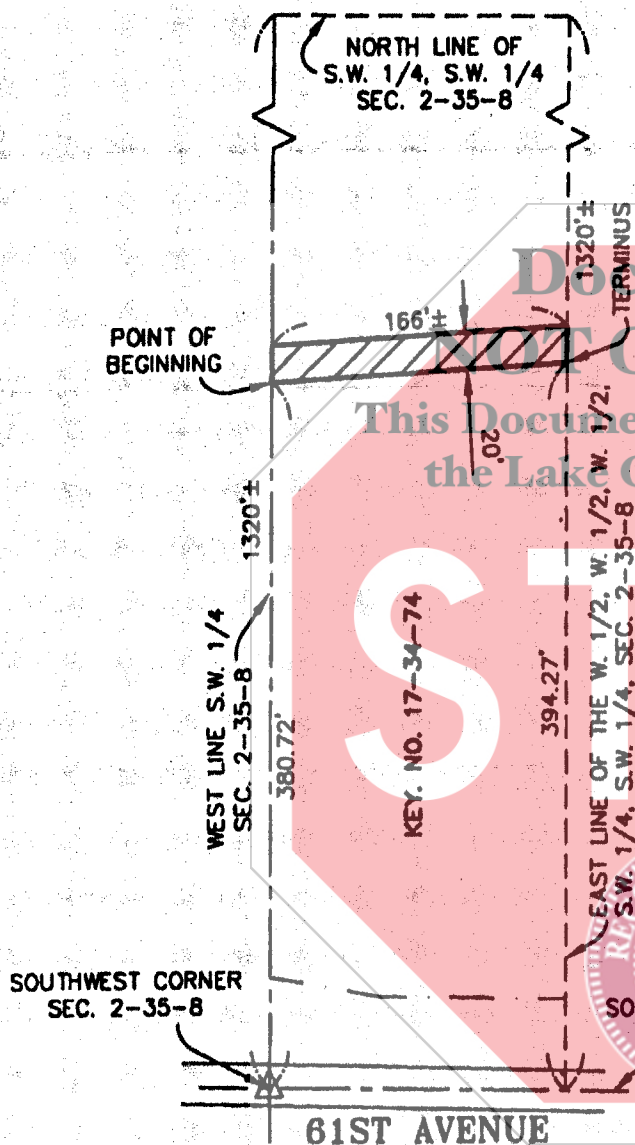 NORTH LINE OF
S.W. 1/4, S.W. 1/4
SEC. 2-35-8
1320'±
TERMINUS
166'±
POINT OF
BEGINNING
20'
This
the Lake
NOT
1320'±
WEST LINE S.W. 1/4
SEC. 2-35-8
380.72'
KEY. NO. 17-34-74
394.27'
EAST LINE OF THE W. 1/2, W. 1/2, W. 1/2,
S.W. 1/4, S.W. 1/4, SEC. 2-35-8
SOUTHWEST CORNER
SEC. 2-35-8
61ST AVENUE